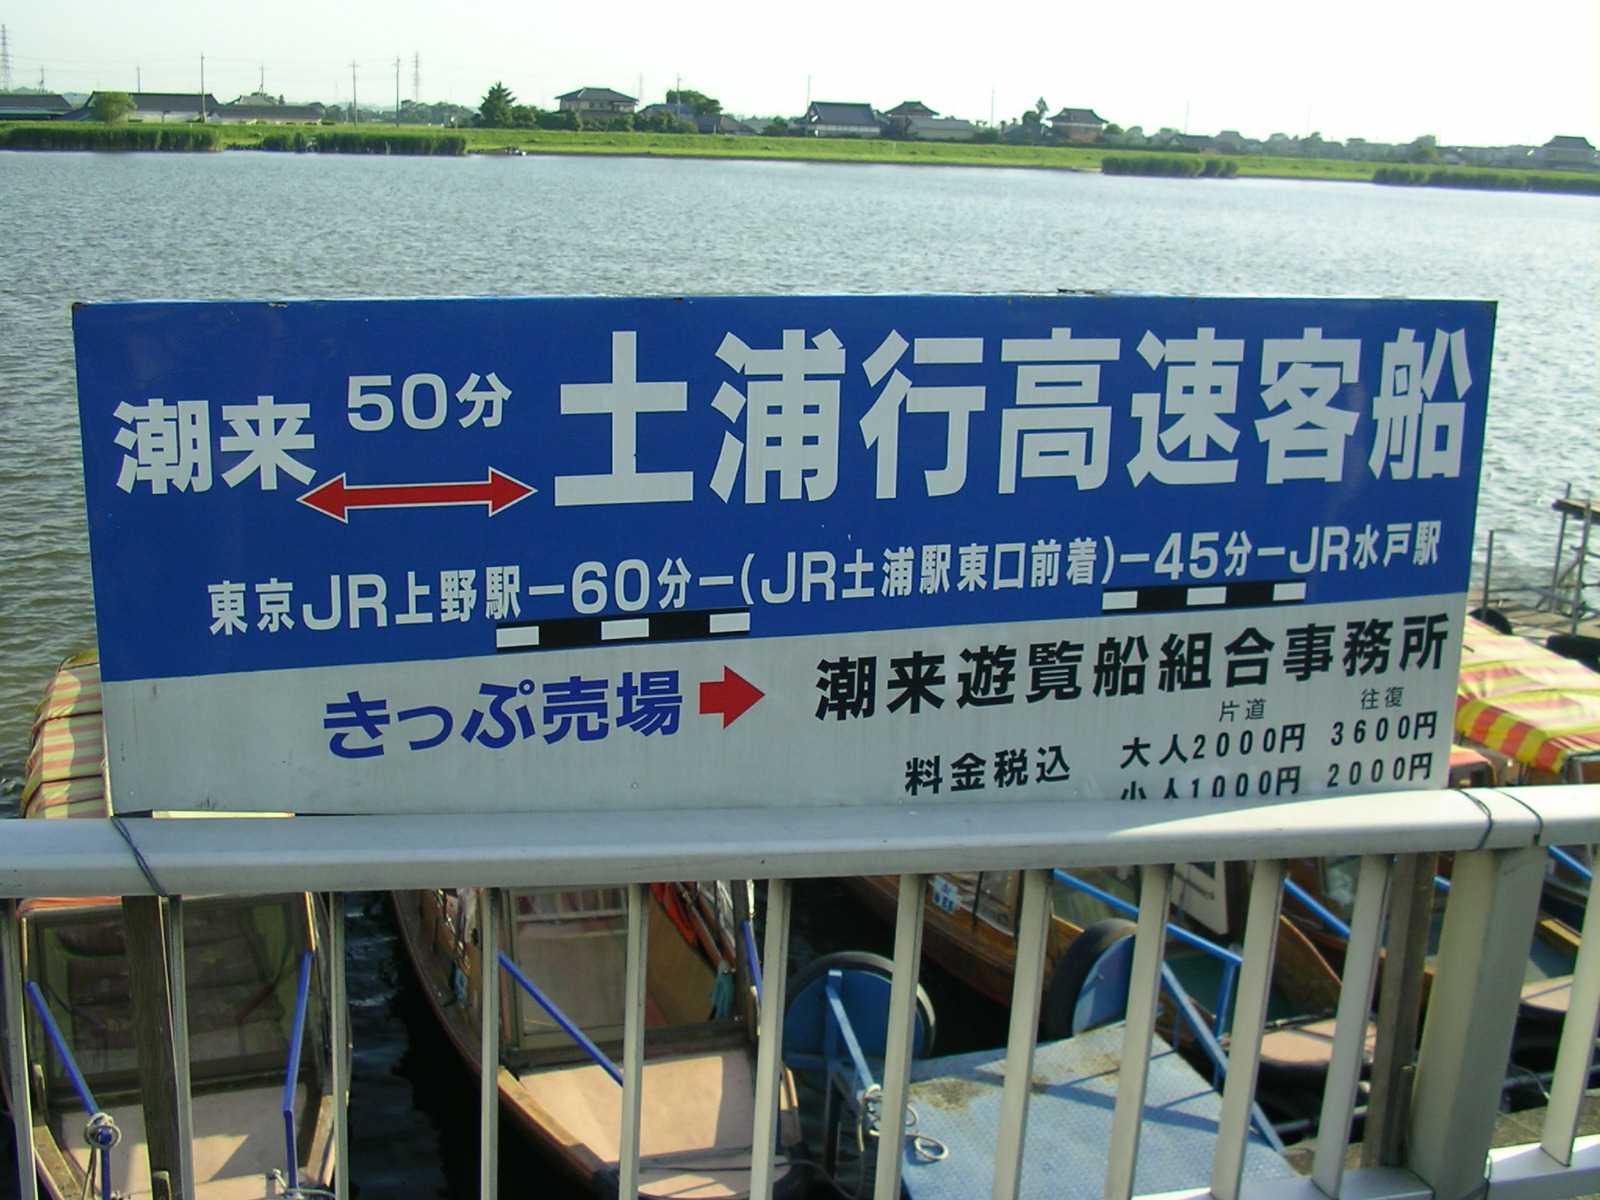 潮来 50分 土浦行高速客船
東京JR上野駅ー60分ー(JR土浦駅東口前着)ー45分ーJR水戸駅
きっぷ売場 潮来遊覧船組合事務所
片道 往復
料金税込 大人2000円 3600円
小人1000円 2000円